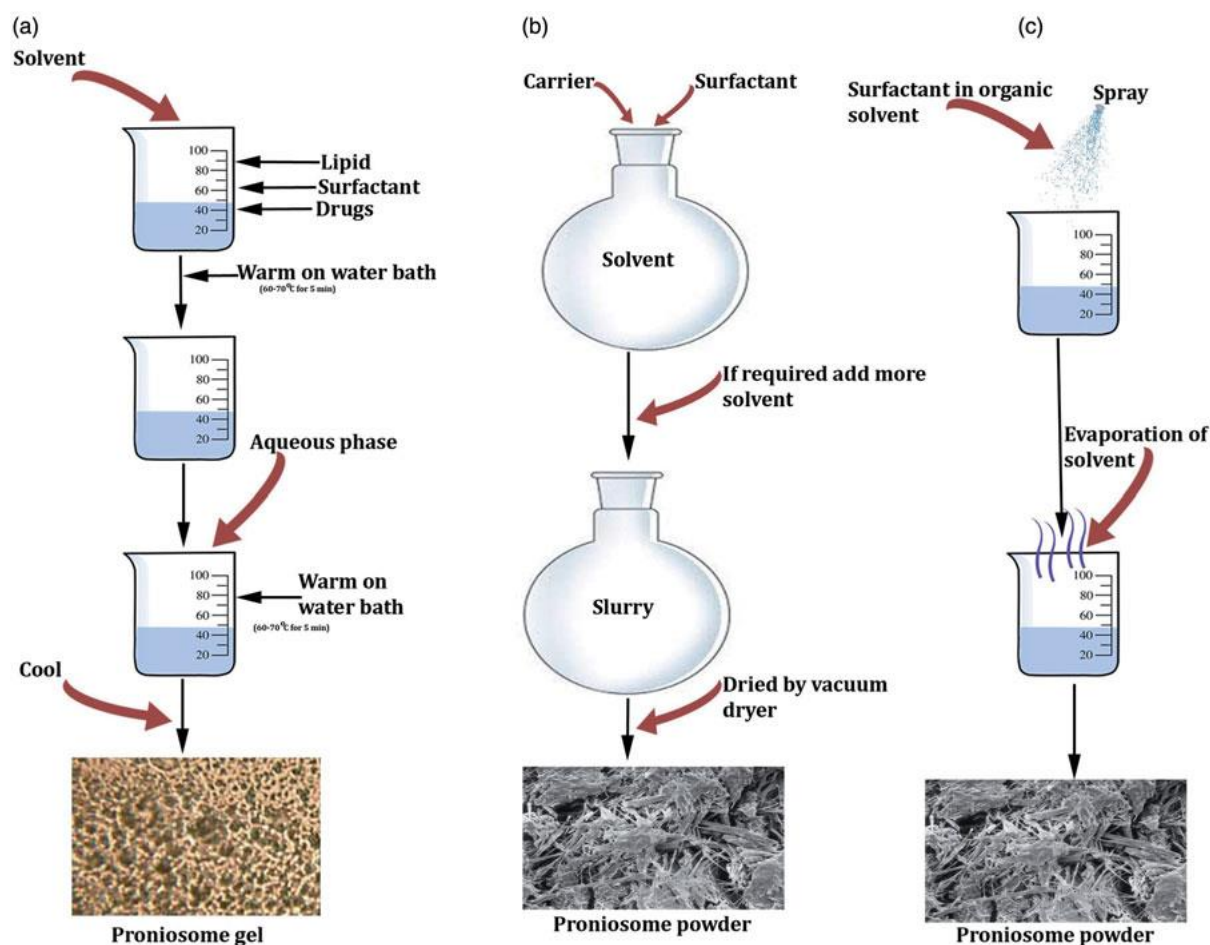 (a)
Solvent
100
80
60
40
20
Lipid
Surfactant
Drugs
Warm on water bath
(60-70°C for 5 min)
100
80
60
40
20
Aqueous phase
100
80
60
40
20
Warm on
water bath
(60-70°C for 5 min)
Cool
Proniosome gel
(b)
Carrier
Surfactant
Solvent
If required add more
solvent
Slurry
Dried by vacuum
dryer
Proniosome powder
(c)
Surfactant in organic
solvent
Spray
100
80
60
40
20
Evaporation of
solvent
100
80
60
40
20
Proniosome powder